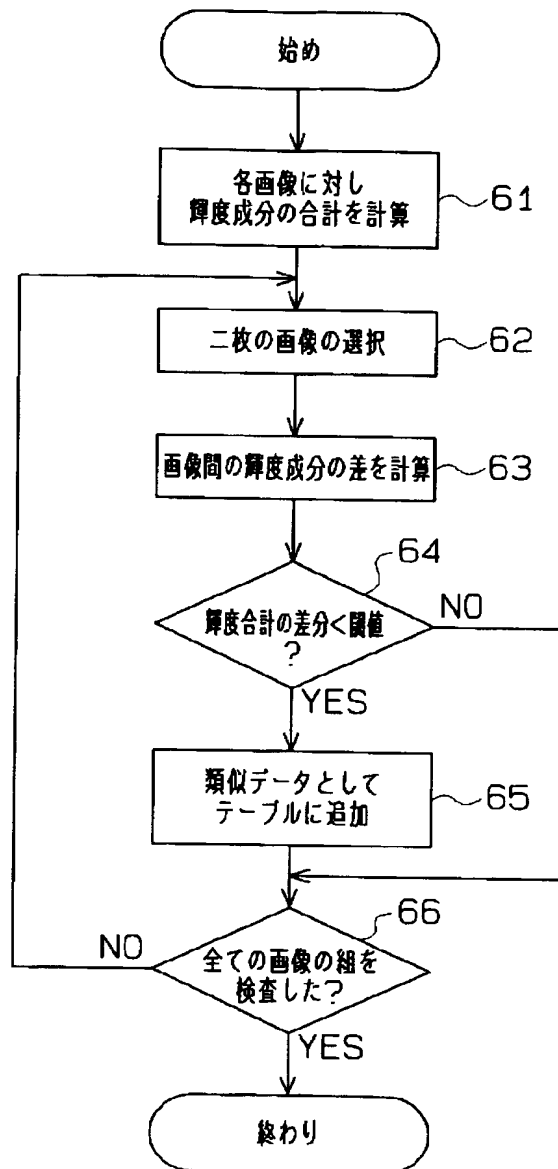 始め
各画像に対し
輝度成分の合計を計算
61
二枚の画像の選択
62
画像間の輝度成分の差を計算
63
64
輝度合計の差分<閾値
?
NO
YES
類似データとして
テーブルに追加
65
66
全ての画像の組を
検査した?
NO
YES
終わり